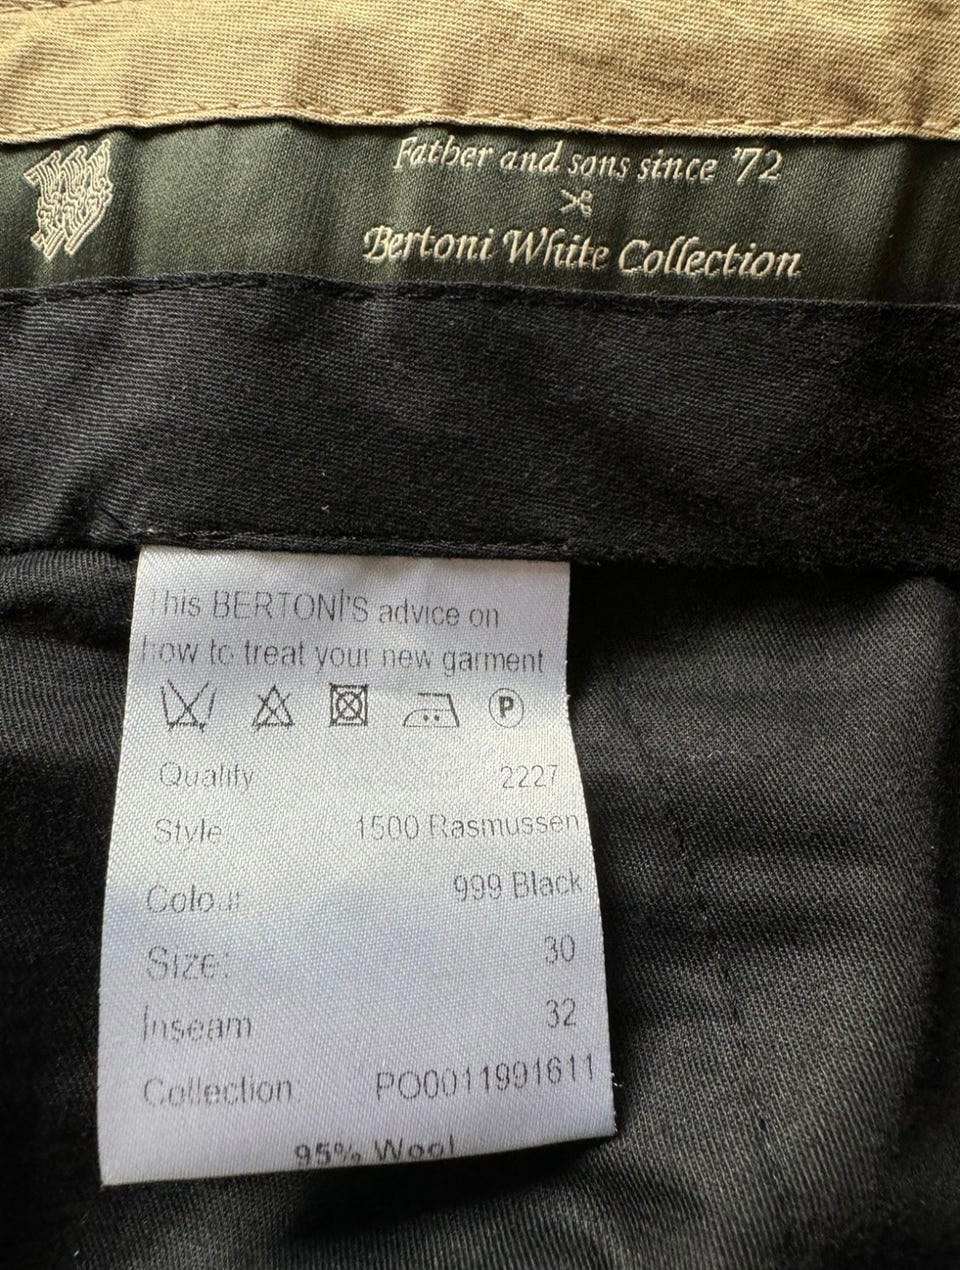 Father and sons since '72
Bertoni White Collection
This BERTONI'S advice on
how to treat your new garment
P
Quality 2227
Style: 1500 Rasmussen
Colour 999 Black
Size: 30
Inseam 32
Collection: PO0011991611
95% Wool